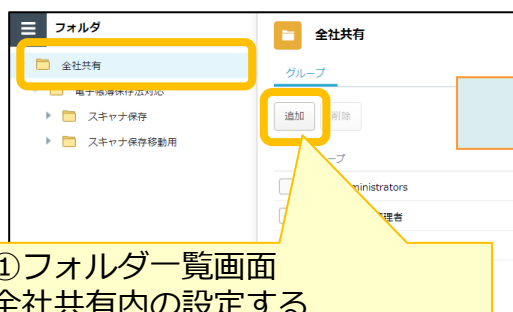 フォルダ
全社共有
全社共有
グループ
電子帳簿保存法対応
スキャナ保存
追加
削除
スキャナ保存移動用
ministrators
理者
①フォルダ一覧画面
全社共有内の設定する